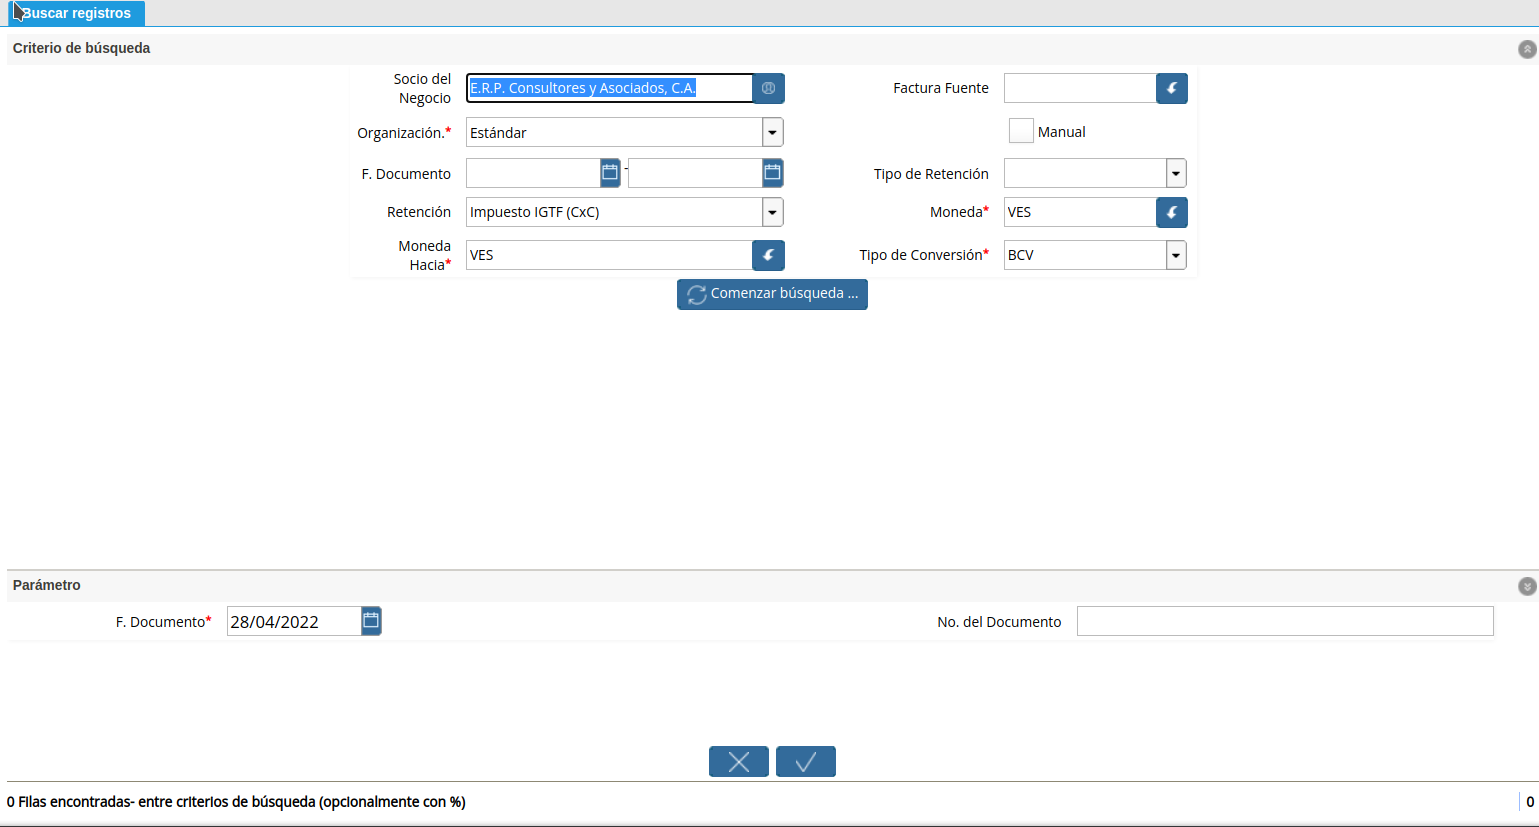 Buscar registros
Criterio de búsqueda
Socio del
Negocio
E.R.P. Consultores y Asociados, C.A.
Factura Fuente
Organización.*
Estándar
Manual
F. Documento
-
Tipo de Retención
Retención
Impuesto IGTF (CxC)
Moneda*
VES
Moneda
Hacia*
VES
Tipo de Conversión*
BCV
Comenzar búsqueda ...
Parámetro
F. Documento*
28/04/2022
No. del Documento
0 Filas encontradas- entre criterios de búsqueda (opcionalmente con %)
0